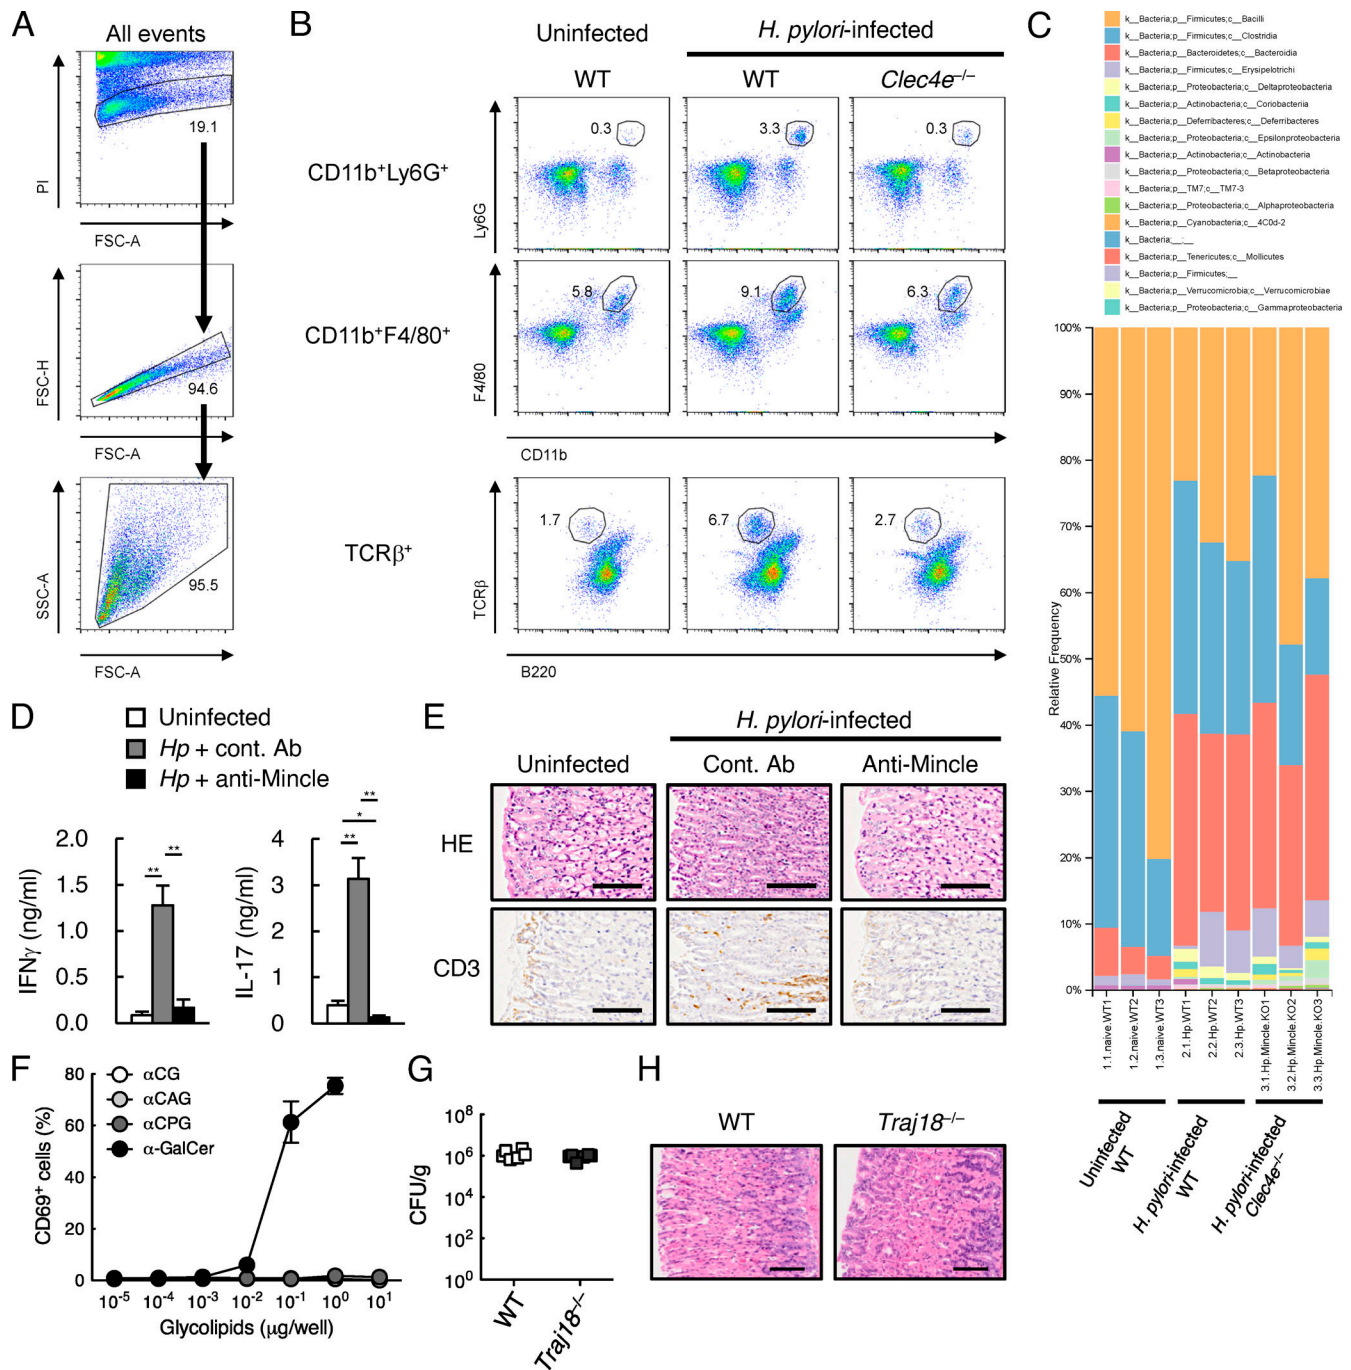 A
All events
PI
19.1
FSC-A
FSC-H
94.6
FSC-A
SSC-A
95.5
FSC-A
B
Uninfected
H. pylori-infected
WT
WT
Clec4e–/–
CD11b+Ly6G+
Ly6G
0.3
3.3
0.3
CD11b+F4/80+
F4/80
5.8
9.1
6.3
CD11b
TCRβ+
TCRβ
1.7
6.7
2.7
B220
C
k__Bacteria;p__Firmicutes;c__Bacilli
k__Bacteria;p__Firmicutes;c__Clostridia
k__Bacteria;p__Bacteroidetes;c__Bacteroidia
k__Bacteria;p__Firmicutes;c__Erysipelotrichi
k__Bacteria;p__Proteobacteria;c__Deltaproteobacteria
k__Bacteria;p__Actinobacteria;c__Coriobacteriia
k__Bacteria;p__Deferribacteres;c__Deferribacteres
k__Bacteria;p__Proteobacteria;c__Epsilonproteobacteria
k__Bacteria;p__Actinobacteria;c__Actinobacteria
k__Bacteria;p__Proteobacteria;c__Betaproteobacteria
k__Bacteria;p__TM7;c__TM7-3
k__Bacteria;p__Proteobacteria;c__Alphaproteobacteria
k__Bacteria;p__Cyanobacteria;c__4C0d-2
k__Bacteria;__;__
k__Bacteria;p__Tenericutes;c__Mollicutes
k__Bacteria;p__Firmicutes;__
k__Bacteria;p__Verrucomicrobia;c__Verrucomicrobiae
k__Bacteria;p__Proteobacteria;c__Gammaproteobacteria
Relative Frequency
100%
90%
80%
70%
60%
50%
40%
30%
20%
10%
0%
1.1.naive.WT1
1.2.naive.WT2
1.3.naive.WT3
2.1.Hp.WT1
2.2.Hp.WT2
2.3.Hp.WT3
3.1.Hp.Mincle.KO1
3.2.Hp.Mincle.KO2
3.3.Hp.Mincle.KO3
Uninfected
WT
H. pylori-infected
WT
H. pylori-infected
Clec4e–/–
D
Uninfected
Hp + cont. Ab
Hp + anti-Mincle
IFNγ (ng/ml)
2.0
1.5
1.0
0.5
0.0
**
**
IL-17 (ng/ml)
4
3
2
1
0
**
*
**
E
H. pylori-infected
Uninfected
Cont. Ab
Anti-Mincle
HE
CD3
F
αCG
αCAG
αCPG
α-GalCer
CD69+ cells (%)
80
60
40
20
0
10-5
10-4
10-3
10-2
10-1
100
101
Glycolipids (μg/well)
G
CFU/g
108
106
104
102
100
WT
Traj18–/–
H
WT
Traj18–/–